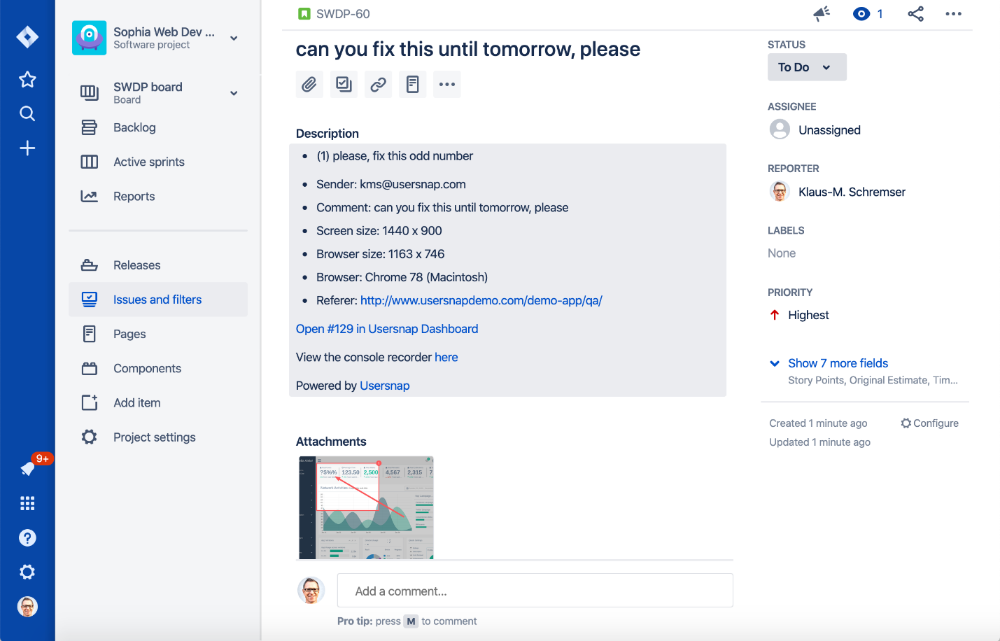 Sophia Web Dev ...
Software project
SWDP board
Board
Backlog
Active sprints
Reports
Releases
Issues and filters
Pages
Components
Add item
Project settings
9+
SWDP-60
1
can you fix this until tomorrow, please
Description
(1) please, fix this odd number
Sender: kms@usersnap.com
Comment: can you fix this until tomorrow, please
Screen size: 1440 x 900
Browser size: 1163 x 746
Browser: Chrome 78 (Macintosh)
Referer: http://www.usersnapdemo.com/demo-app/qa/
Open #129 in Usersnap Dashboard
View the console recorder here
Powered by Usersnap
Attachments
?$%% 123.50 2,500 4,567 2,315 7
Network Activities
Add a comment...
Pro tip: press M to comment
STATUS
To Do
ASSIGNEE
Unassigned
REPORTER
Klaus-M. Schremser
LABELS
None
PRIORITY
Highest
Show 7 more fields
Story Points, Original Estimate, Tim...
Created 1 minute ago
Configure
Updated 1 minute ago